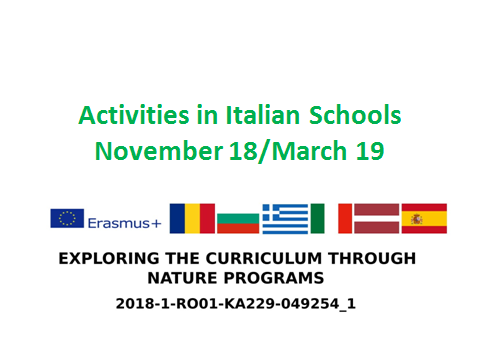 Activities in Italian Schools
November 18/March 19
Erasmus+
EXPLORING THE CURRICULUM THROUGH
NATURE PROGRAMS
2018-1-RO01-KA229-049254_1